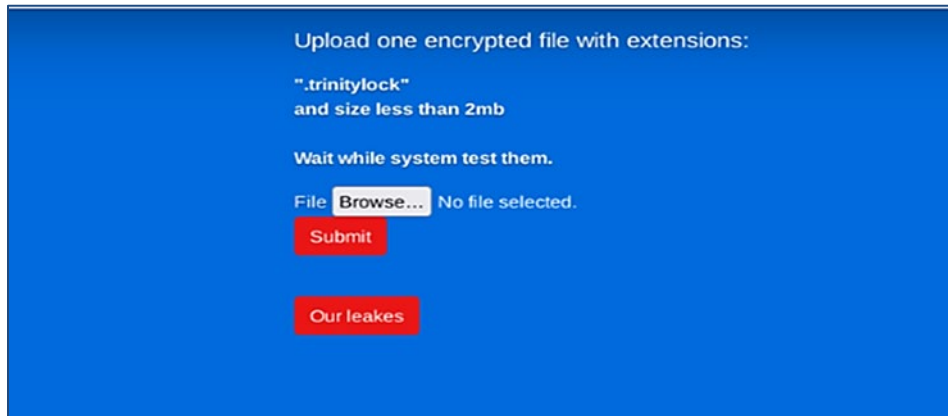 Upload one encrypted file with extensions:
".trinitylock"
and size less than 2mb
Wait while system test them.
File Browse... No file selected.
Submit
Our leakes